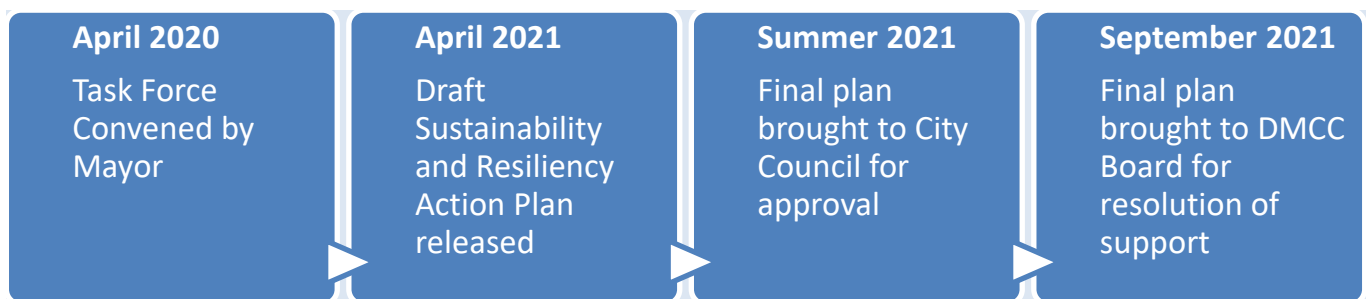 April 2020
Task Force
Convened by
Mayor
April 2021
Draft
Sustainability
and Resiliency
Action Plan
released
Summer 2021
Final plan
brought to City
Council for
approval
September 2021
Final plan
brought to DMCC
Board for
resolution of
support